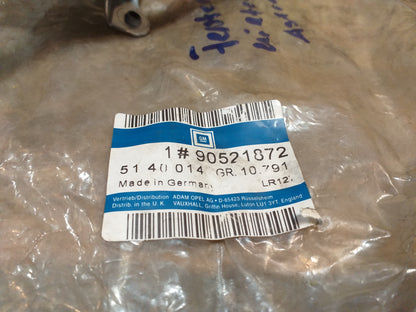 GM
1 # 90521872
51 40 014 GR.10.791
Made in Germany LR12
Vertrieb/Distribution ADAM OPEL AG • D-65423 Rüsselsheim
Distrib. in the U.K. VAUXHALL, Griffin House, Luton LU1 3YT, England